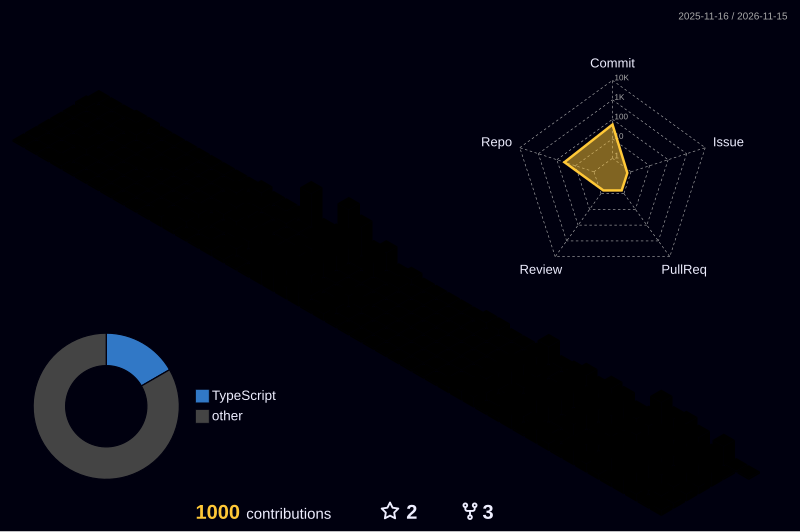 2025-11-16 / 2026-11-15
Commit
10K
1K
100
Repo
Issue
Review
PullReq
TypeScript
other
1000 contributions
2
3